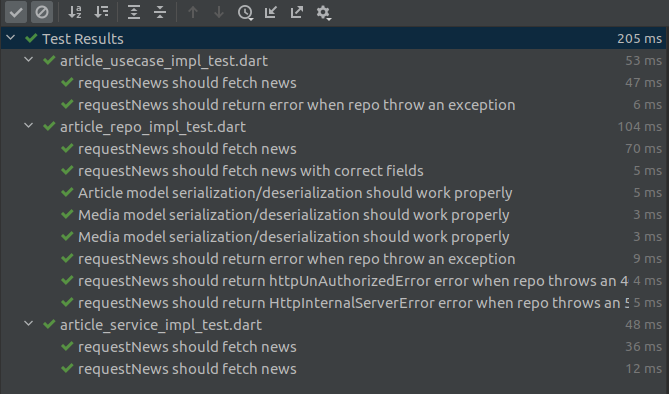 Test Results 205 ms
article_usecase_impl_test.dart 53 ms
requestNews should fetch news 47 ms
requestNews should return error when repo throw an exception 6 ms
article_repo_impl_test.dart 104 ms
requestNews should fetch news 70 ms
requestNews should fetch news with correct fields 5 ms
Article model serialization/deserialization should work properly 5 ms
Media model serialization/deserialization should work properly 3 ms
Media model serialization/deserialization should work properly 3 ms
requestNews should return error when repo throw an exception 9 ms
requestNews should return httpUnAuthorizedError error when repo throws an 4 4 ms
requestNews should return HttpInternalServerError error when repo throws an 5 5 ms
article_service_impl_test.dart 48 ms
requestNews should fetch news 36 ms
requestNews should fetch news 12 ms